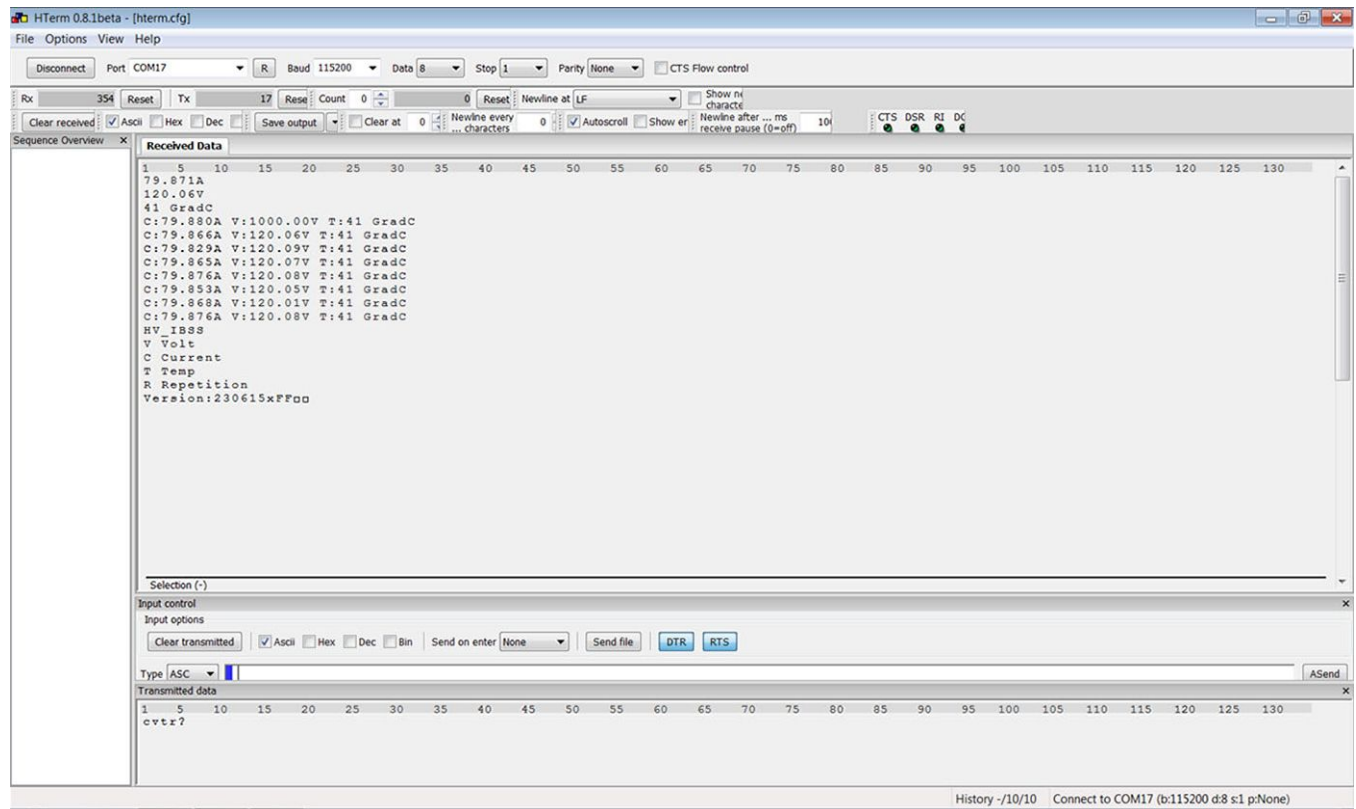 HTerm 0.8.1beta - [hterm.cfg]
File Options View Help
Disconnect Port COM17 R Baud 115200 Data 8 Stop 1 Parity None CTS Flow control
Rx 354 Reset Tx 17 Rese Count 0 0 Reset Newline at LF Show ne
characte
Clear received Ascii Hex Dec Save output Clear at 0 Newline every
... characters 0 Autoscroll Show er Newline after ... ms
receive pause (0=off) 10 CTS DSR RI DC
Sequence Overview x Received Data
1 5 10 15 20 25 30 35 40 45 50 55 60 65 70 75 80 85 90 95 100 105 110 115 120 125 130
79.871A
120.06V
41 GradC
C:79.880A V:1000.00V T:41 GradC
C:79.866A V:120.06V T:41 GradC
C:79.829A V:120.09V T:41 GradC
C:79.865A V:120.07V T:41 GradC
C:79.876A V:120.08V T:41 GradC
C:79.853A V:120.05V T:41 GradC
C:79.868A V:120.01V T:41 GradC
C:79.876A V:120.08V T:41 GradC
HV_IBSS
V Volt
C Current
T Temp
R Repetition
Version:230615xFF□□
Selection (-)
Input control x
Input options
Clear transmitted Ascii Hex Dec Bin Send on enter None Send file DTR RTS
Type ASC ASend
Transmitted data x
1 5 10 15 20 25 30 35 40 45 50 55 60 65 70 75 80 85 90 95 100 105 110 115 120 125 130
cvtr?
History -/10/10 Connect to COM17 (b:115200 d:8 s:1 p:None)